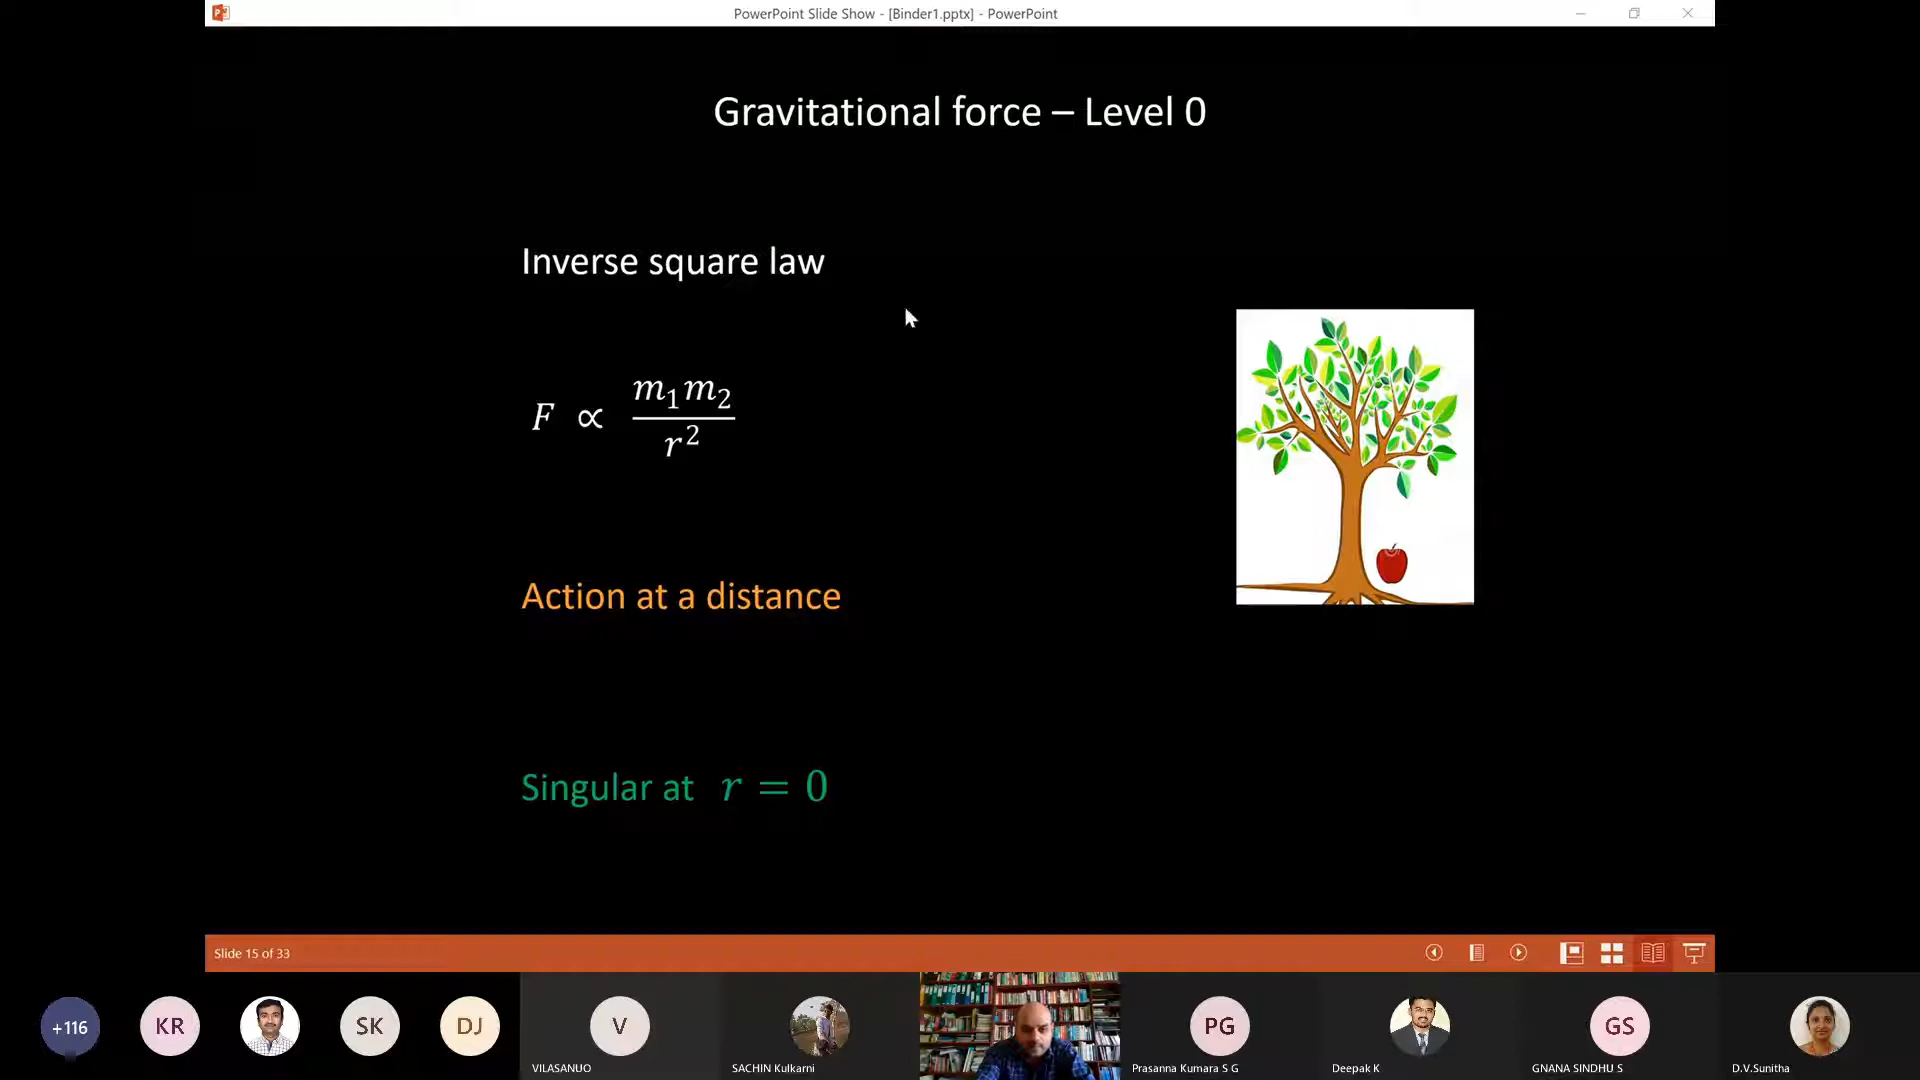 PowerPoint Slide Show - [Binder1.pptx] - PowerPoint
Gravitational force – Level 0
Inverse square law
F ∝ m₁m₂ / r²
Action at a distance
Singular at r = 0
Slide 15 of 33
+116
KR
SK
DJ
V
PG
GS
VILASANUO
SACHIN Kulkarni
Prasanna Kumara S G
Deepak K
GNANA SINDHU S
D.V.Sunitha